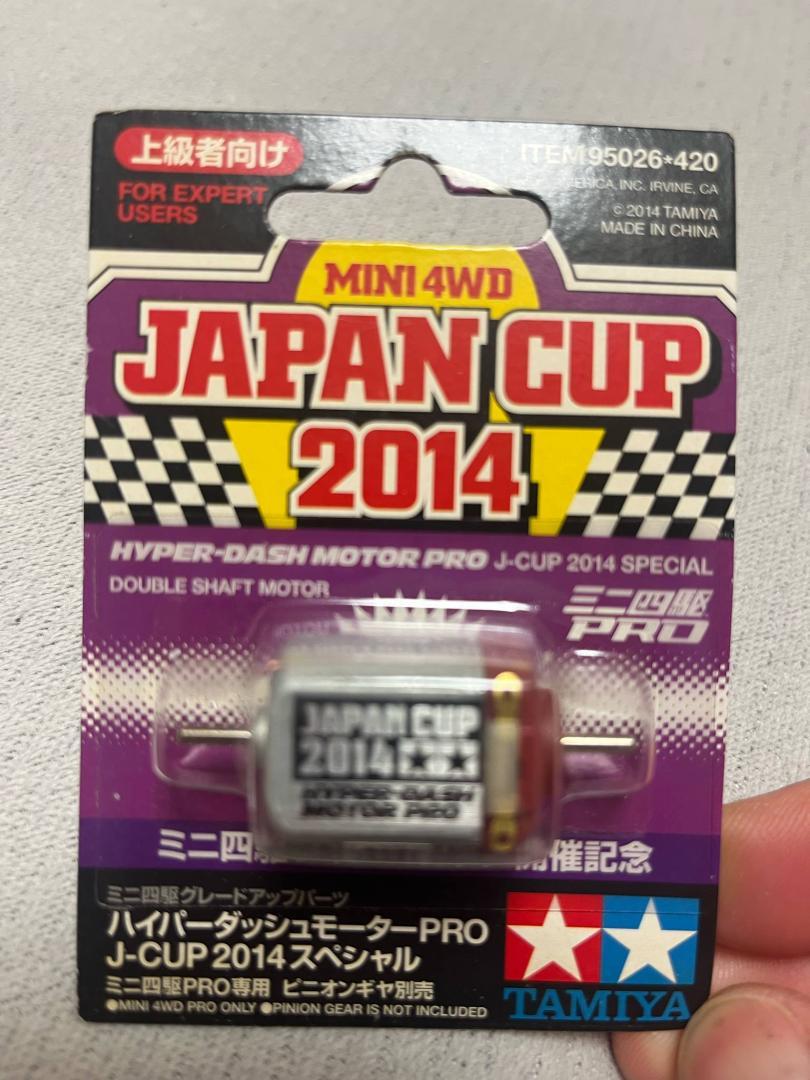 上級者向け
FOR EXPERT
USERS
ITEM 95026*420
ERICA, INC. IRVINE, CA
© 2014 TAMIYA
MADE IN CHINA
MINI 4WD
JAPAN CUP
2014
HYPER-DASH MOTOR PRO J-CUP 2014 SPECIAL
DOUBLE SHAFT MOTOR
ミニ四駆
PRO
JAPAN CUP
2014
HYPER-DASH
MOTOR PRO
ミニ四駆 開催記念
ミニ四駆グレードアップパーツ
ハイパーダッシュモーターPRO
J-CUP 2014 スペシャル
ミニ四駆PRO専用 ピニオンギヤ別売
●MINI 4WD PRO ONLY ●PINION GEAR IS NOT INCLUDED
TAMIYA